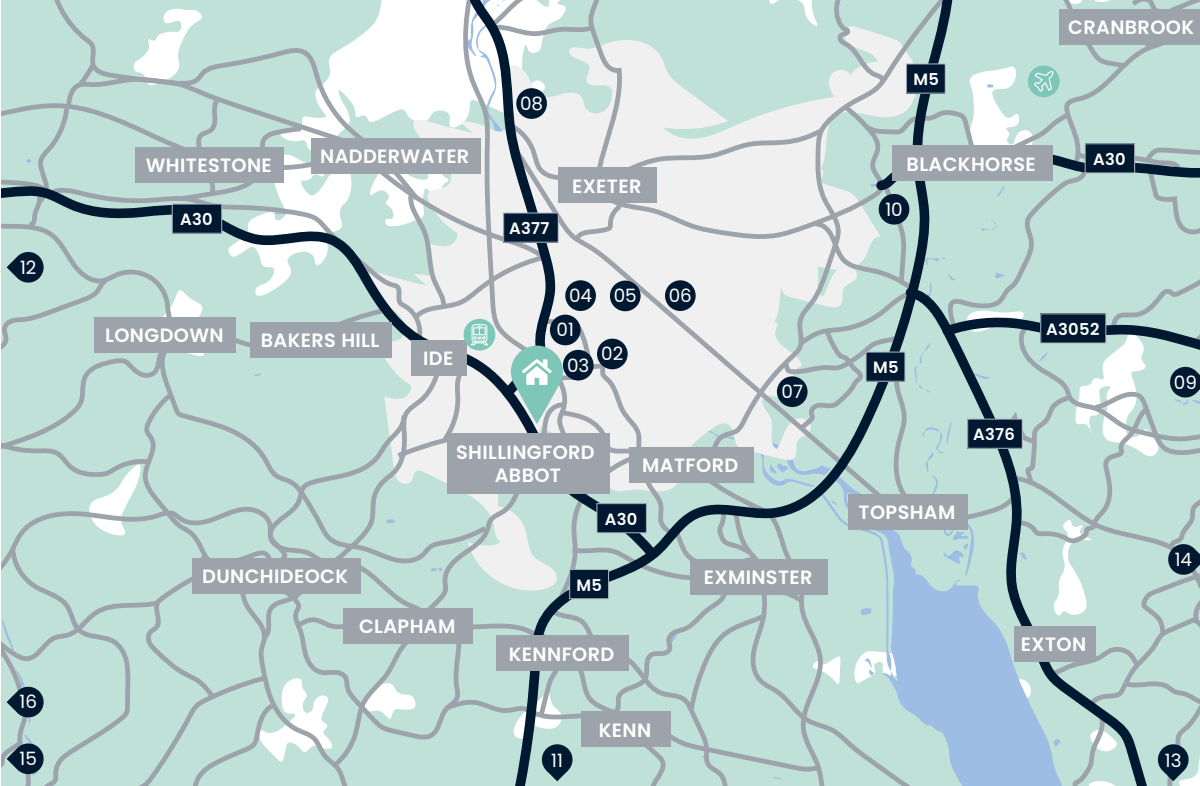 CRANBROOK
M5
08
WHITESTONE
NADDERWATER
BLACKHORSE
A30
EXETER
10
A30
A377
12
04
05
06
LONGDOWN
BAKERS HILL
01
A3052
IDE
03
02
M5
09
07
A376
SHILLINGFORD
ABBOT
MATFORD
A30
TOPSHAM
14
DUNCHIDEOCK
M5
EXMINSTER
CLAPHAM
KENNFORD
EXTON
16
KENN
15
11
13